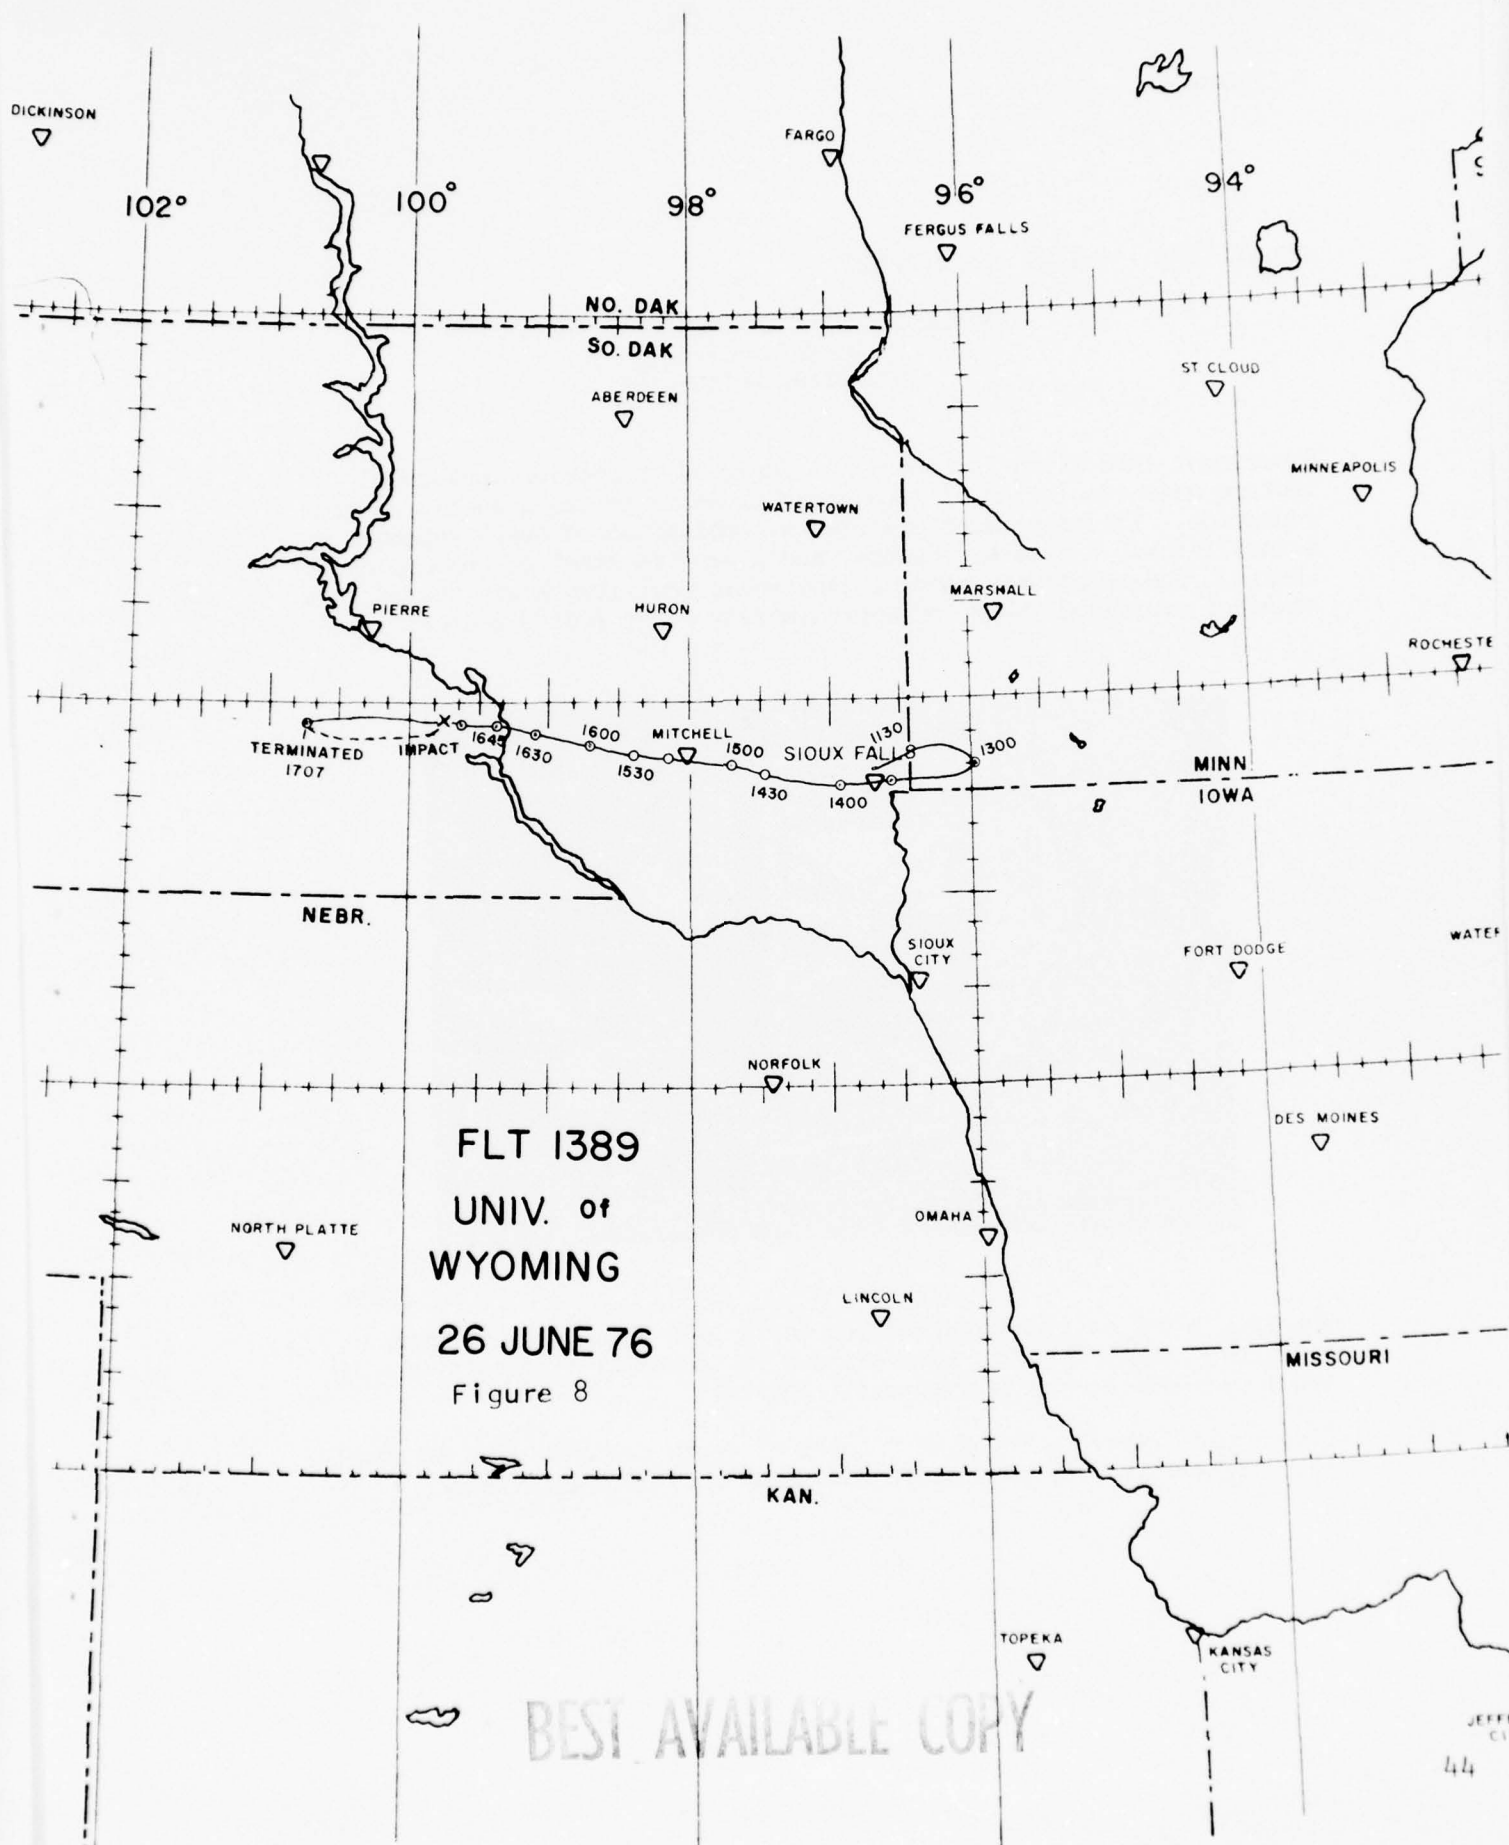 DICKINSON
FARGO
102°
100°
98°
96°
94°
FERGUS FALLS
NO. DAK
SO. DAK
ST CLOUD
ABERDEEN
MINNEAPOLIS
WATERTOWN
MARSHALL
PIERRE
HURON
ROCHESTE
TERMINATED
1707
IMPACT
1645
1630
1600
1530
MITCHELL
1500
1430
SIOUX FALLS
1400
1130
1300
MINN
IOWA
NEBR.
SIOUX
CITY
FORT DODGE
WATER
NORFOLK
DES MOINES
FLT 1389
UNIV. of
WYOMING
26 JUNE 76
Figure 8
NORTH PLATTE
OMAHA
LINCOLN
MISSOURI
KAN.
TOPEKA
KANSAS
CITY
BEST AVAILABLE COPY
JEFF
CI
44